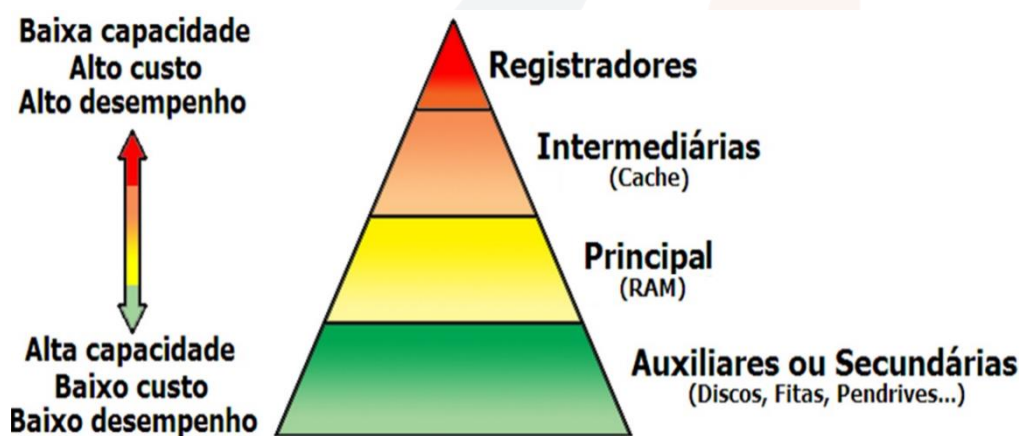 Baixa capacidade
Alto custo
Alto desempenho
Registradores
Intermediárias
(Cache)
Principal
(RAM)
Alta capacidade
Baixo custo
Baixo desempenho
Auxiliares ou Secundárias
(Discos, Fitas, Pendrives...)